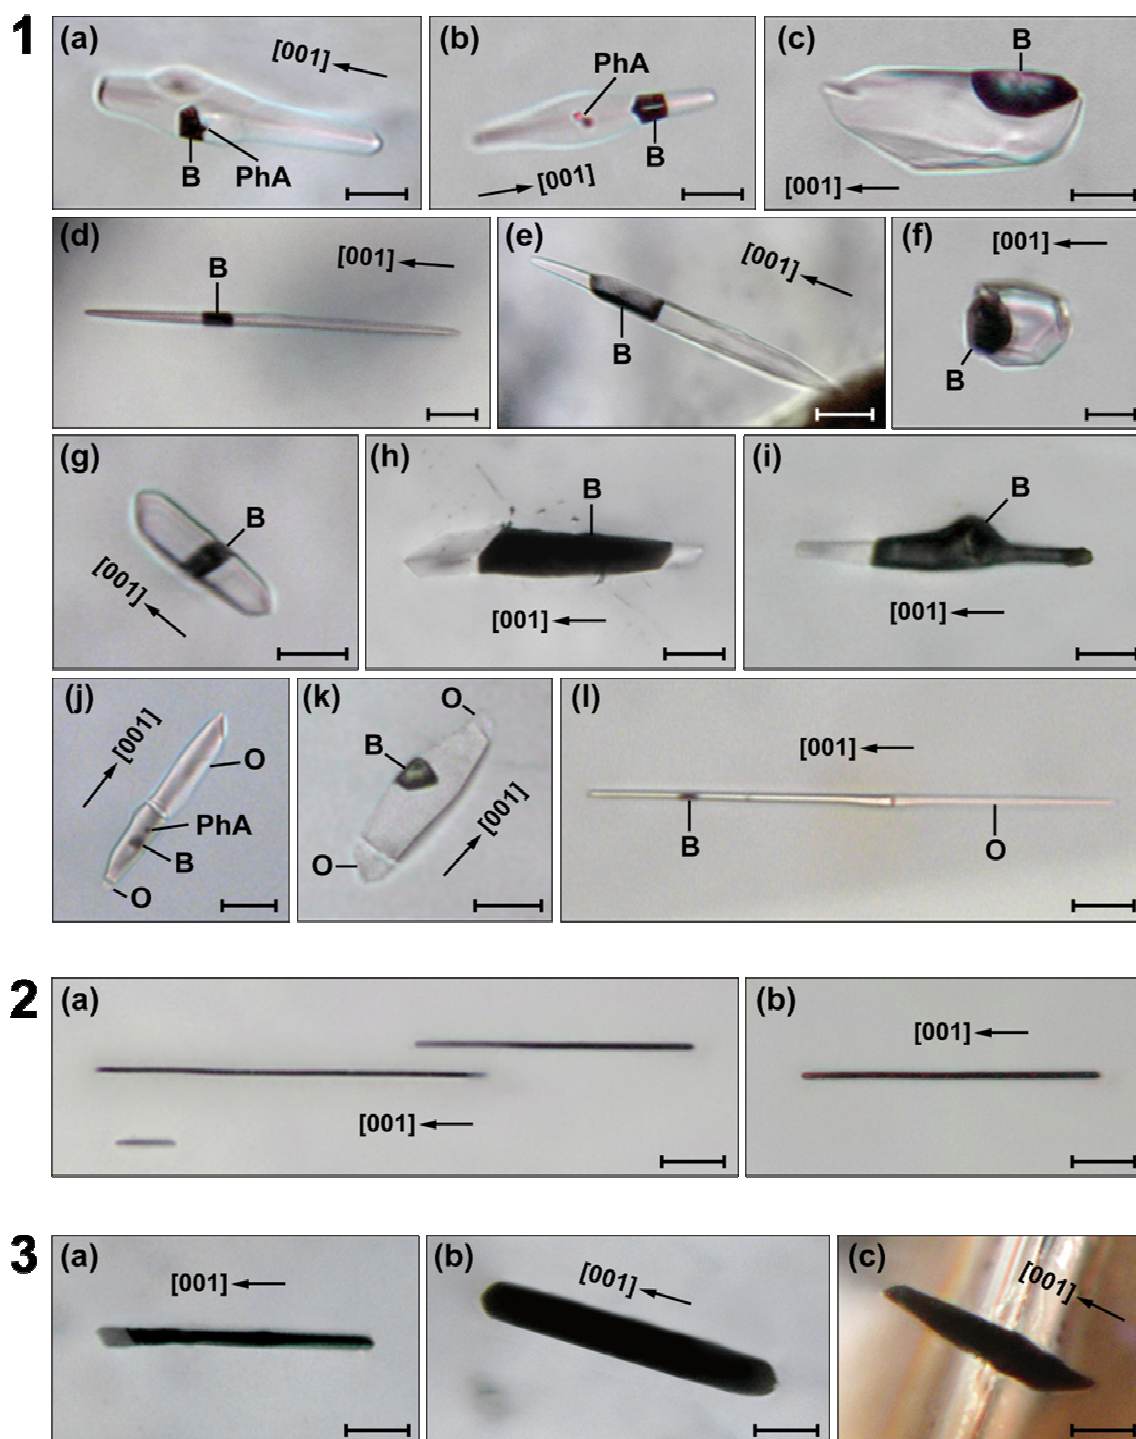 1
(a)
[001]
B
PhA
(b)
PhA
B
[001]
(c)
B
[001]
(d)
[001]
B
(e)
[001]
B
(f)
[001]
B
(g)
B
[001]
(h)
B
[001]
(i)
B
[001]
(j)
[001]
O
PhA
B
O
(k)
O
B
[001]
O
(l)
[001]
B
O
2
(a)
[001]
(b)
[001]
3
(a)
[001]
(b)
[001]
(c)
[001]